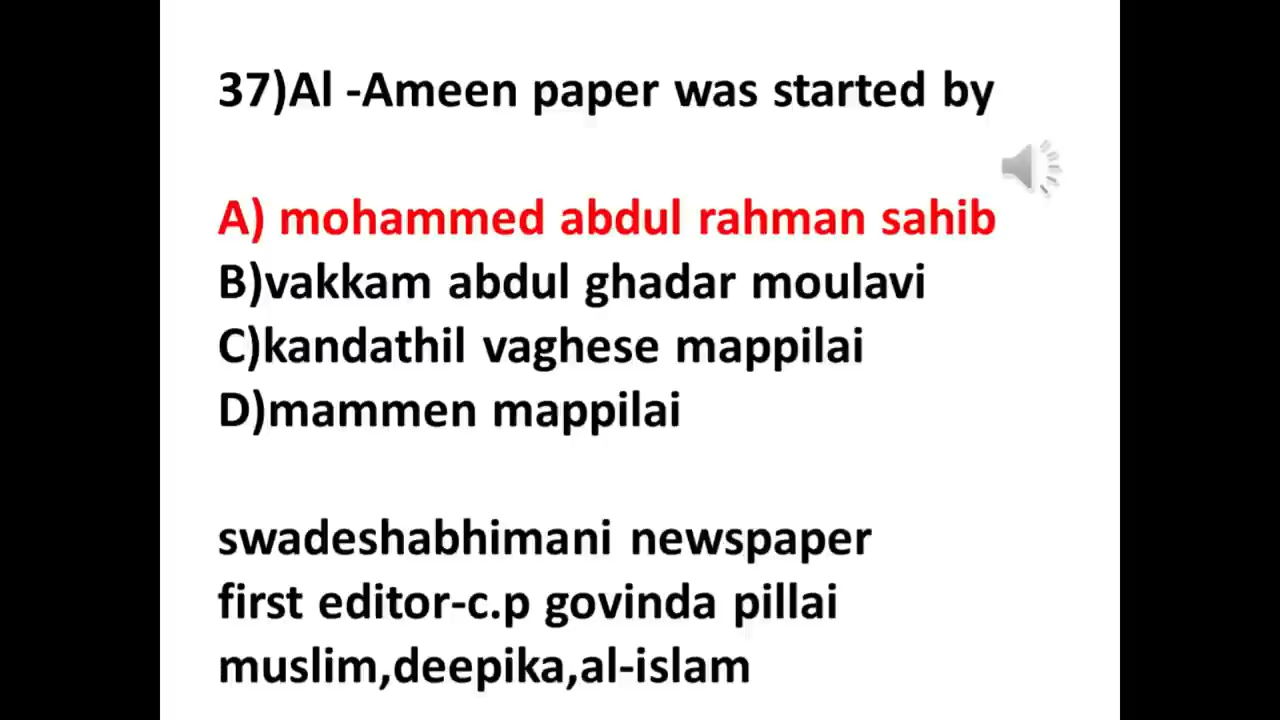 37)Al -Ameen paper was started by
A) mohammed abdul rahman sahib
B)vakkam abdul ghadar moulavi
C)kandathil vaghese mappilai
D)mammen mappilai
swadeshabhimani newspaper
first editor-c.p govinda pillai
muslim,deepika,al-islam